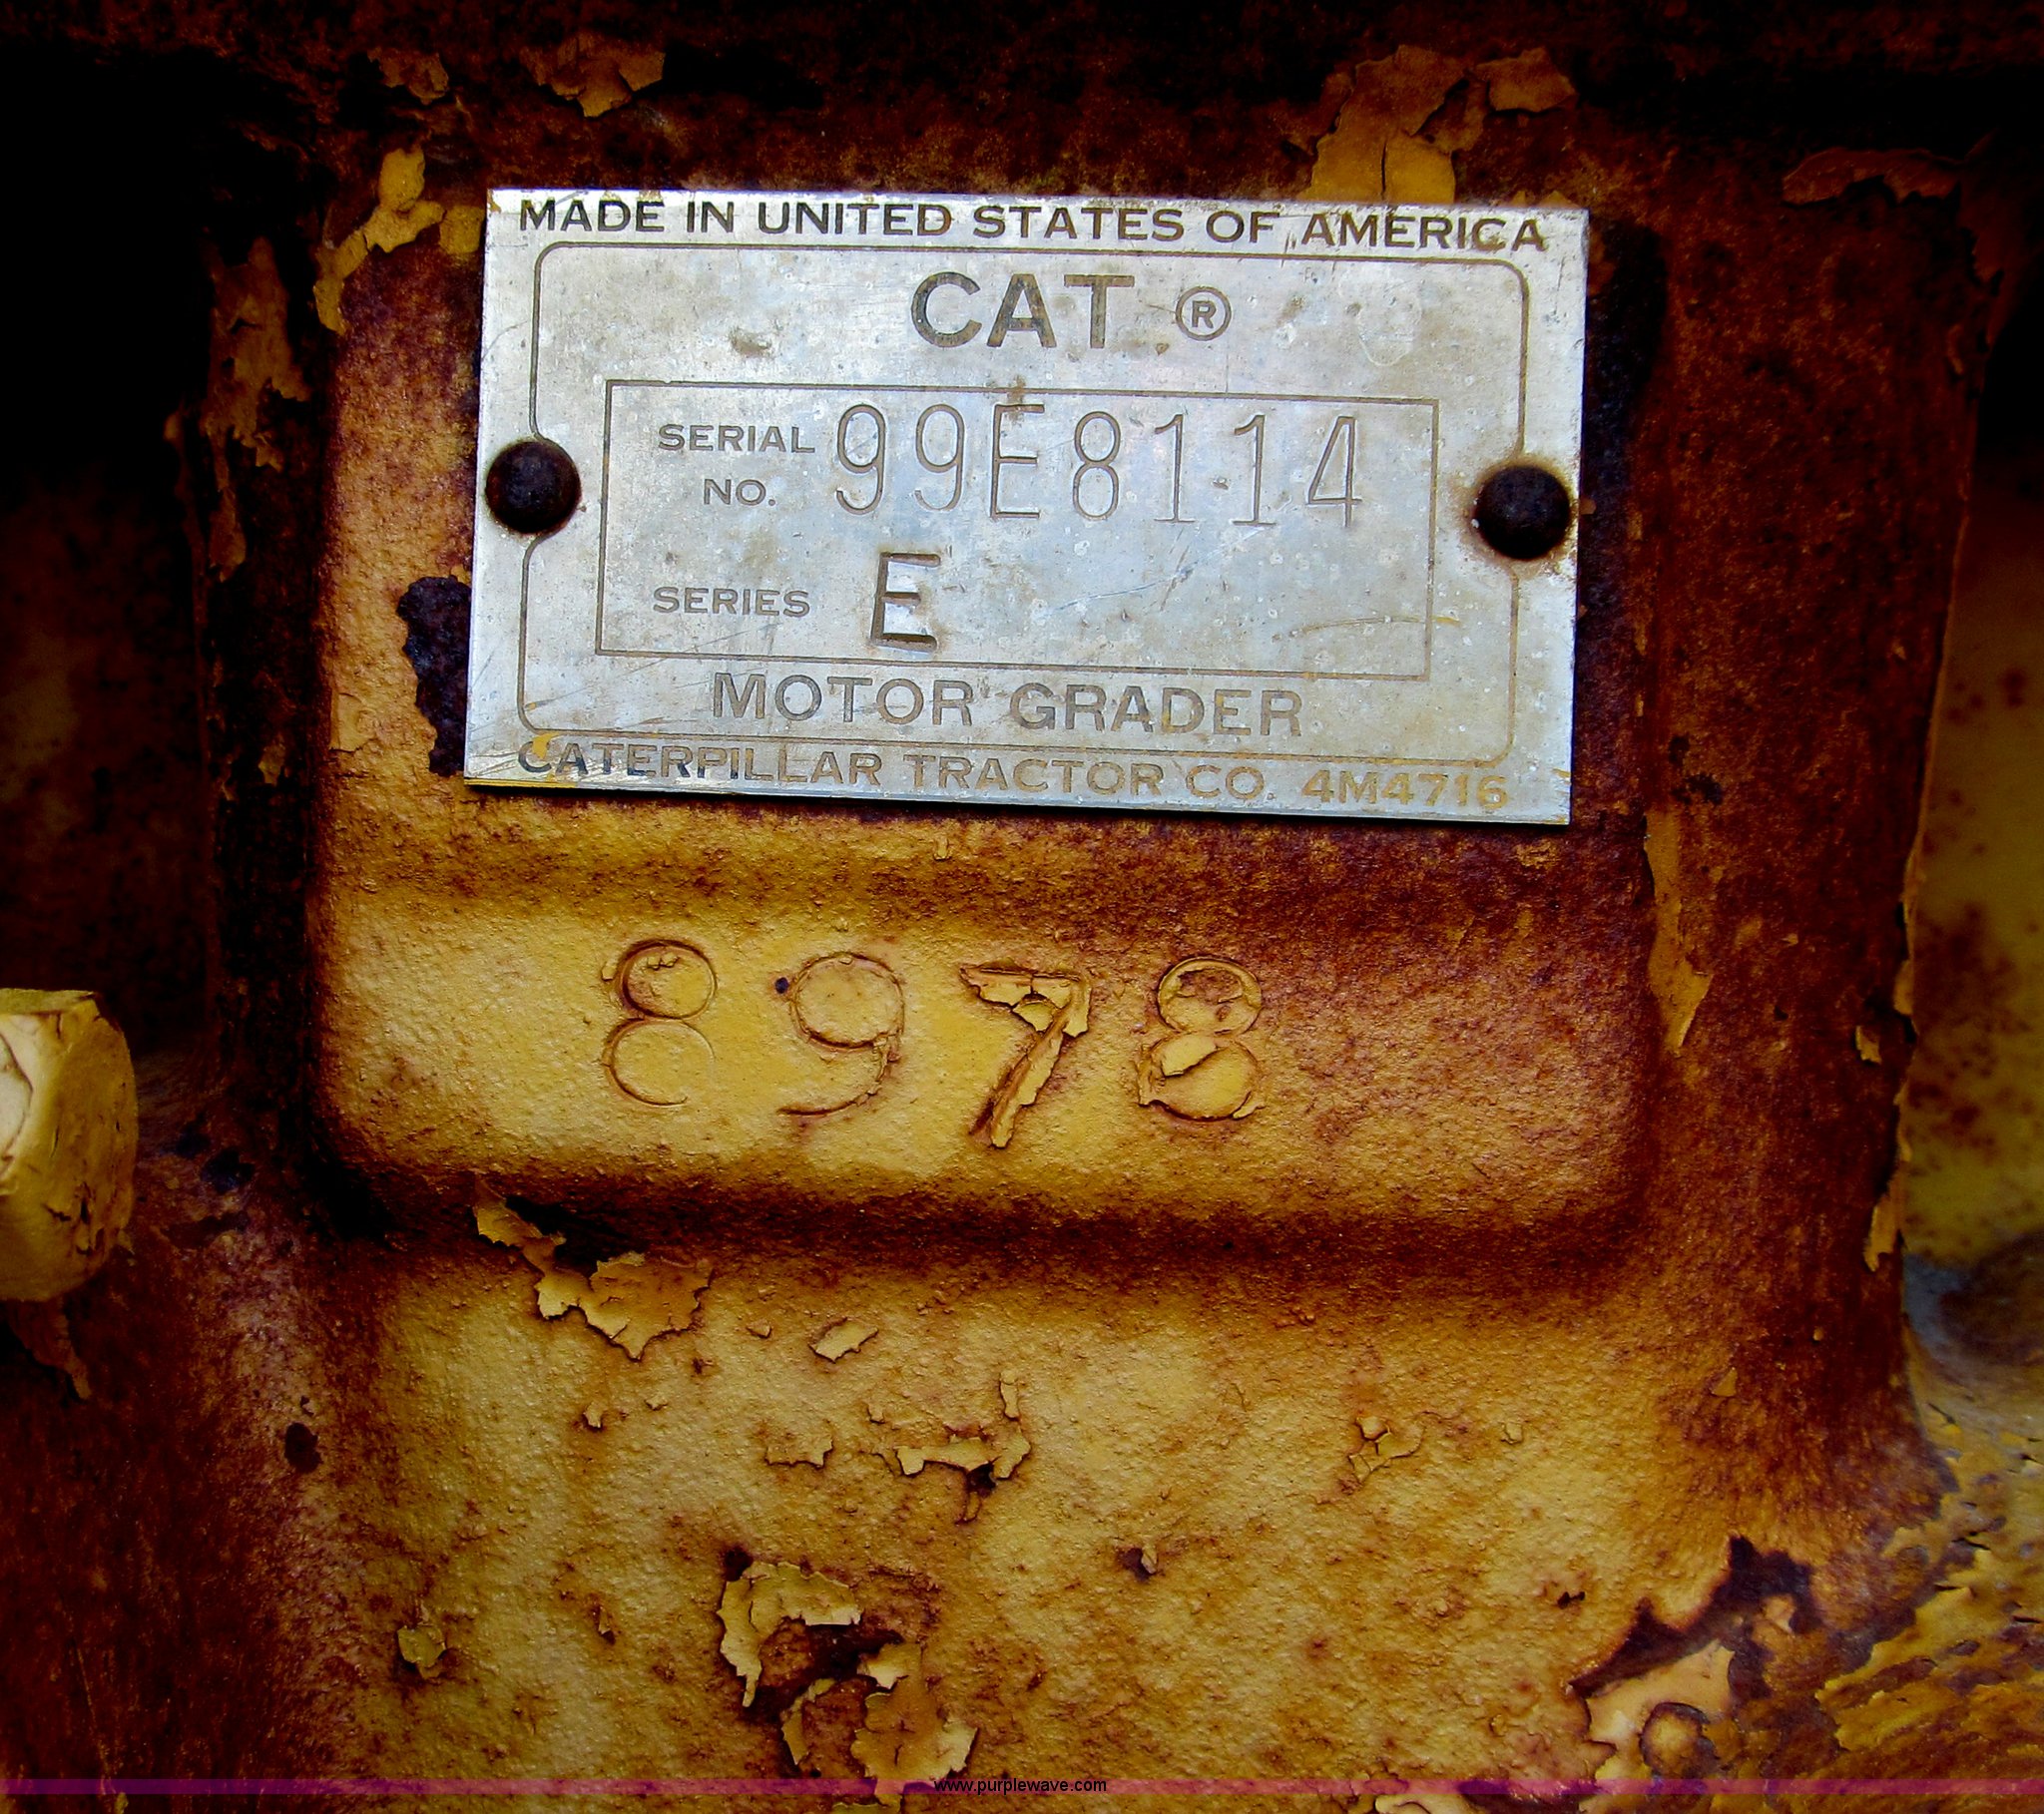 MADE IN UNITED STATES OF AMERICA
CAT ®
SERIAL NO. 99E8114
SERIES E
MOTOR GRADER
CATERPILLAR TRACTOR CO. 4M4716
8978
www.purplewave.com